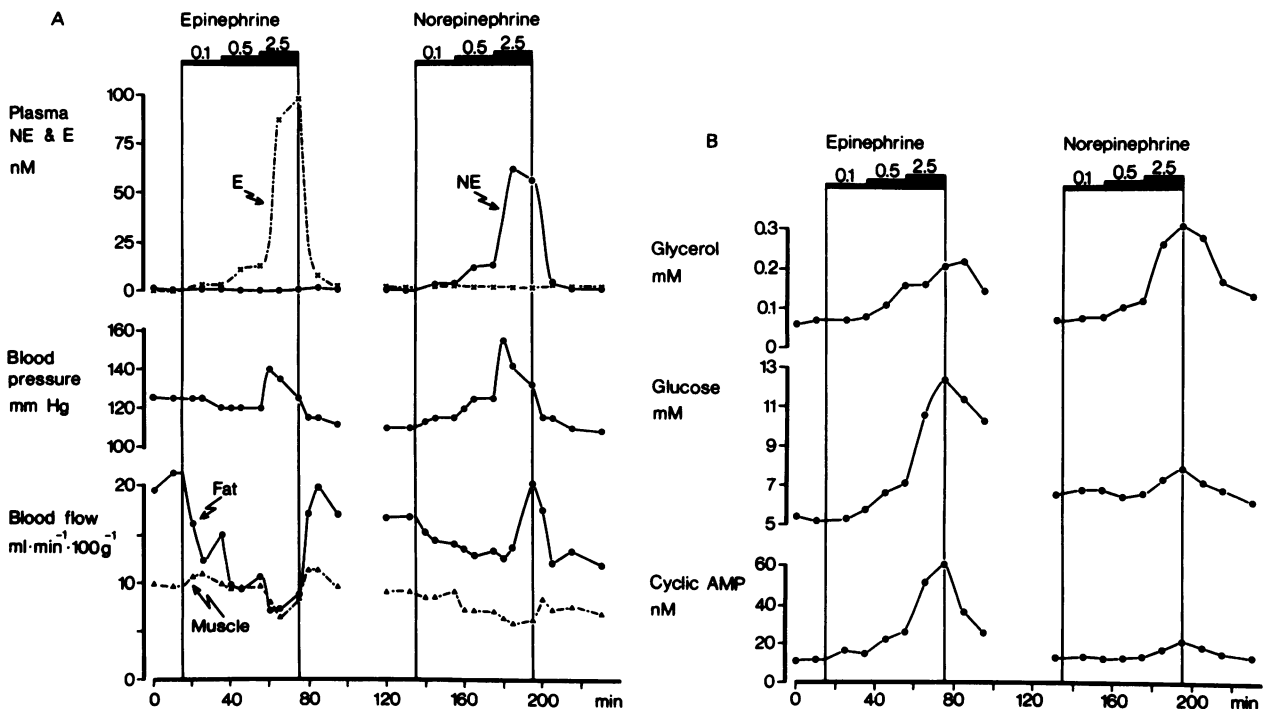 A
Epinephrine
Norepinephrine
0.1 0.5 2.5
0.1 0.5 2.5
Plasma
NE & E
nM
100
75
50
25
0
E
NE
Blood
pressure
mm Hg
160
140
120
100
Blood flow
ml·min⁻¹·100g⁻¹
20
10
0
Fat
Muscle
0 40 80 120 160 200 min
B
Epinephrine
Norepinephrine
0.1 0.5 2.5
0.1 0.5 2.5
Glycerol
mM
0.3
0.2
0.1
0
Glucose
mM
13
11
9
7
5
Cyclic AMP
nM
60
40
20
0
0 40 80 120 160 200 min